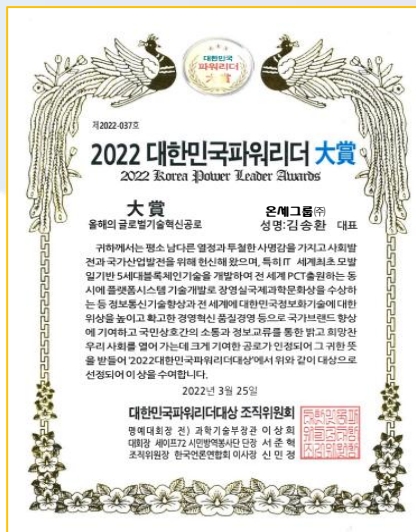 대한민국
파워리더
大賞
제2022-037호
2022 대한민국파워리더 大賞
2022 Korea Power Leader Awards
大賞
올해의 글로벌기술혁신공로
온세그룹㈜
성명:김송환 대표
귀하께서는 평소 남다른 열정과 투철한 사명감을 가지고 사회발
전과 국가산업발전을 위해 헌신해 왔으며, 특히 IT 세계최초 모발
일기반 5세대블록체인기술을 개발하여 전 세계 PCT출원하는 동
시에 플랫폼시스템 기술개발로 장영실국제과학문화상을 수상하
는 등 정보통신기술향상과 전 세계에 대한민국정보화기술에 대한
위상을 높이고 확고한 경영혁신 품질경영 등으로 국가브랜드 향상
에 기여하고 국민상호간의 소통과 정보교류를 통한 밝고 희망찬
우리 사회를 열어 가는데 크게 기여한 공로가 인정되어 그 귀한 뜻
을 받들어 '2022대한민국파워리더대상'에서 위와 같이 대상으로
선정되어 이 상을 수여합니다.
2022년 3월 25일
대한민국파워리더대상 조직위원회
명예대회장 전) 과학기술부장관 이상희
대회장 세이프72 시민방역봉사단 단장 서준혁
조직위원장 한국언론연합회 이사장 신민정